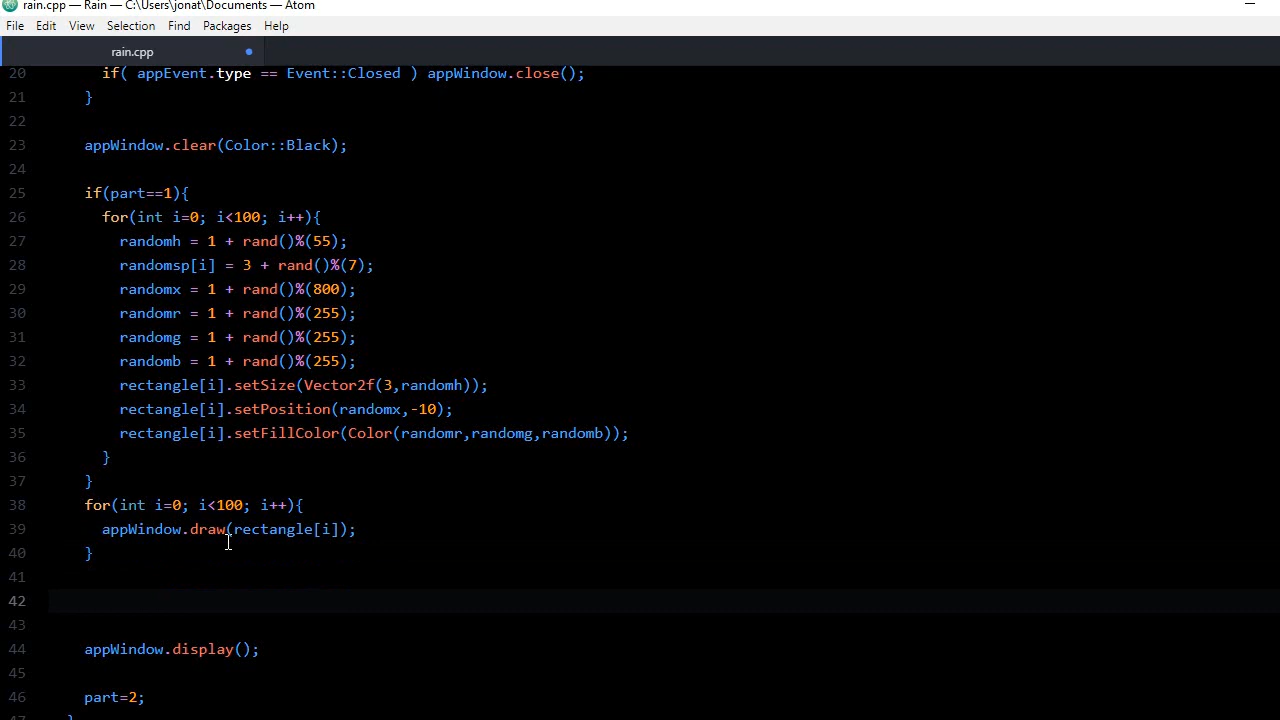 rain.cpp — Rain — C:\Users\jonat\Documents — Atom
File Edit View Selection Find Packages Help
rain.cpp
20 if( appEvent.type == Event::Closed ) appWindow.close();
21 }
22
23 appWindow.clear(Color::Black);
24
25 if(part==1){
26 for(int i=0; i<100; i++){
27 randomh = 1 + rand()%(55);
28 randomsp[i] = 3 + rand()%(7);
29 randomx = 1 + rand()%(800);
30 randomr = 1 + rand()%(255);
31 randomg = 1 + rand()%(255);
32 randomb = 1 + rand()%(255);
33 rectangle[i].setSize(Vector2f(3,randomh));
34 rectangle[i].setPosition(randomx,-10);
35 rectangle[i].setFillColor(Color(randomr,randomg,randomb));
36 }
37 }
38 for(int i=0; i<100; i++){
39 appWindow.draw(rectangle[i]);
40 }
41
42
43
44 appWindow.display();
45
46 part=2;
47 }